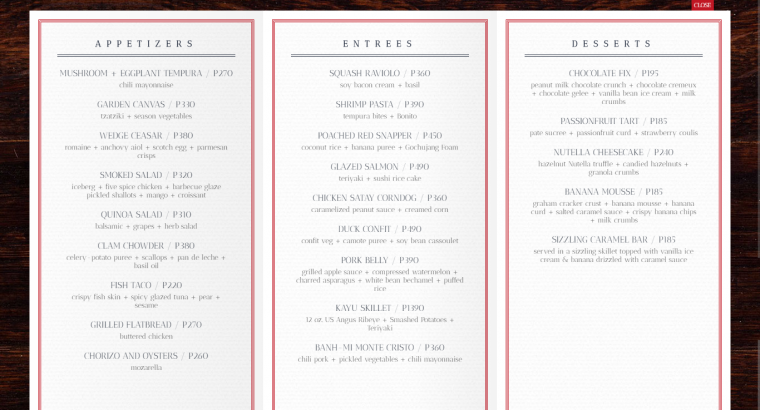 CLOSE
APPETIZERS
MUSHROOM + EGGPLANT TEMPURA / P270
chili mayonnaise
GARDEN CANVAS / P330
tzatziki + season vegetables
WEDGE CEASAR / P380
romaine + anchovy aiol + scotch egg + parmesan
crisps
SMOKED SALAD / P320
iceberg + five spice chicken + barbecue glaze
pickled shallots + mango + croissant
QUINOA SALAD / P310
balsamic + grapes + herb salad
CLAM CHOWDER / P380
celery-potato puree + scallops + pan de leche +
basil oil
FISH TACO / P220
crispy fish skin + spicy glazed tuna + pear +
sesame
GRILLED FLATBREAD / P270
buttered chicken
CHORIZO AND OYSTERS / P260
mozarella
ENTREES
SQUASH RAVIOLO / P360
soy bacon cream + basil
SHRIMP PASTA / P490
tempura bites + bonito
POACHED RED SNAPPER / P450
coconut rice + banana puree + Gochujang Foam
GLAZED SALMON / P490
teriyaki + sushi rice cake
CHICKEN SATAY CORNDOG / P360
caramelized peanut sauce + creamed corn
DUCK CONFIT / P490
confit veg + camote puree + soy bean cassoulet
PORK BELLY / P390
grilled apple sauce + compressed watermelon +
charred asparagus + white bean bechamel + puffed
rice
KAYU SKILLET / P1390
12 oz. US Angus Ribeye + Smashed Potatoes +
Teriyaki
BANH-MI MONTE CRISTO / P360
chili pork + pickled vegetables + chili mayonnaise
DESSERTS
CHOCOLATE FIX / P195
peanut milk chocolate crunch + chocolate cremeux
+ chocolate gelee + vanilla bean ice cream + milk
crumbs
PASSIONFRUIT TART / P185
pate sucree + passionfruit curd + strawberry coulis
NUTELLA CHEESECAKE / P240
hazelnut Nutella truffle + candied hazelnuts +
granola crumbs
BANANA MOUSSE / P185
graham cracker crust + banana mousse + banana
curd + salted caramel sauce + crispy banana chips
+ milk crumbs
SIZZLING CARAMEL BAR / P185
served in a sizzling skillet topped with vanilla ice
cream & banana drizzled with caramel sauce